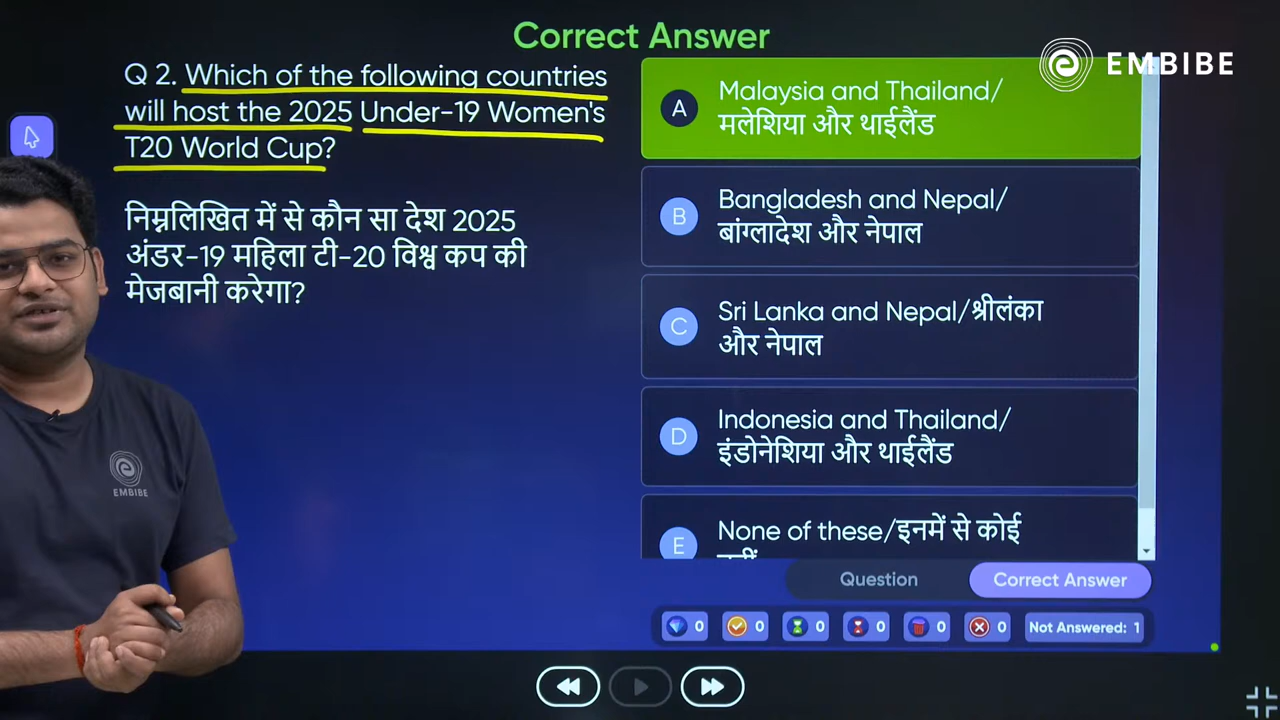 Correct Answer
EMBIBE
Q 2. Which of the following countries
will host the 2025 Under-19 Women's
T20 World Cup?
निम्नलिखित में से कौन सा देश 2025
अंडर-19 महिला टी-20 विश्व कप की
मेजबानी करेगा?
A
Malaysia and Thailand/
मलेशिया और थाईलैंड
B
Bangladesh and Nepal/
बांग्लादेश और नेपाल
C
Sri Lanka and Nepal/श्रीलंका
और नेपाल
D
Indonesia and Thailand/
इंडोनेशिया और थाईलैंड
E
None of these/इनमें से कोई
EMBIBE
Question
Correct Answer
0 0 0 0 0 0 Not Answered: 1